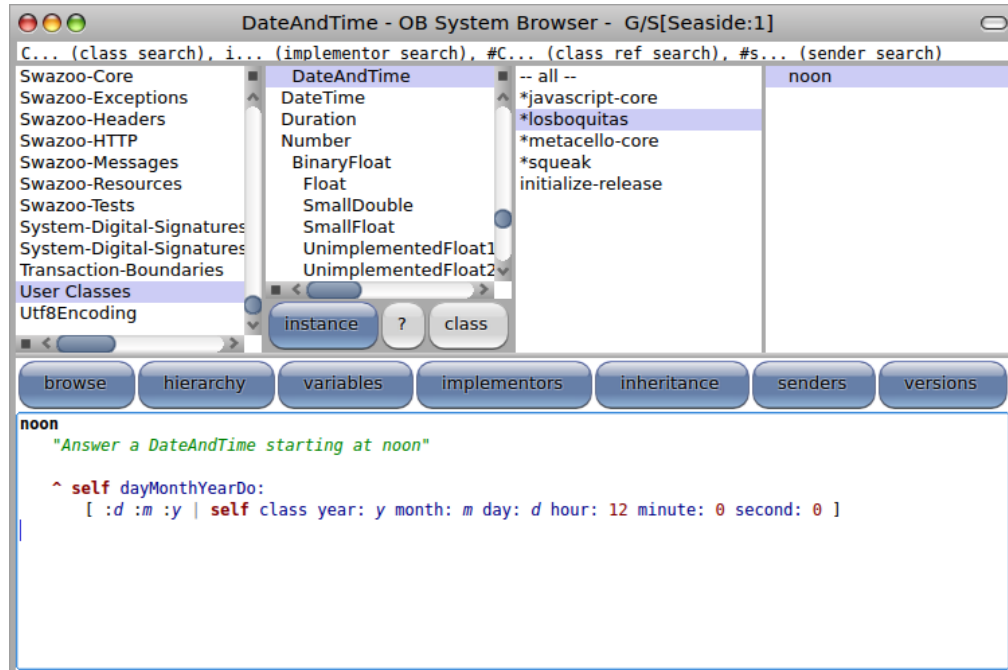 DateAndTime - OB System Browser - G/S[Seaside:1]
C... (class search), i... (implementor search), #C... (class ref search), #s... (sender search)
Swazoo-Core
Swazoo-Exceptions
Swazoo-Headers
Swazoo-HTTP
Swazoo-Messages
Swazoo-Resources
Swazoo-Tests
System-Digital-Signatures
System-Digital-Signatures
Transaction-Boundaries
User Classes
Utf8Encoding
DateAndTime
DateTime
Duration
Number
BinaryFloat
Float
SmallDouble
SmallFloat
UnimplementedFloat1
UnimplementedFloat2
instance ? class
-- all --
*javascript-core
*losboquitas
*metacello-core
*squeak
initialize-release
noon
browse hierarchy variables implementors inheritance senders versions
noon
"Answer a DateAndTime starting at noon"
^ self dayMonthYearDo:
[ :d :m :y | self class year: y month: m day: d hour: 12 minute: 0 second: 0 ]